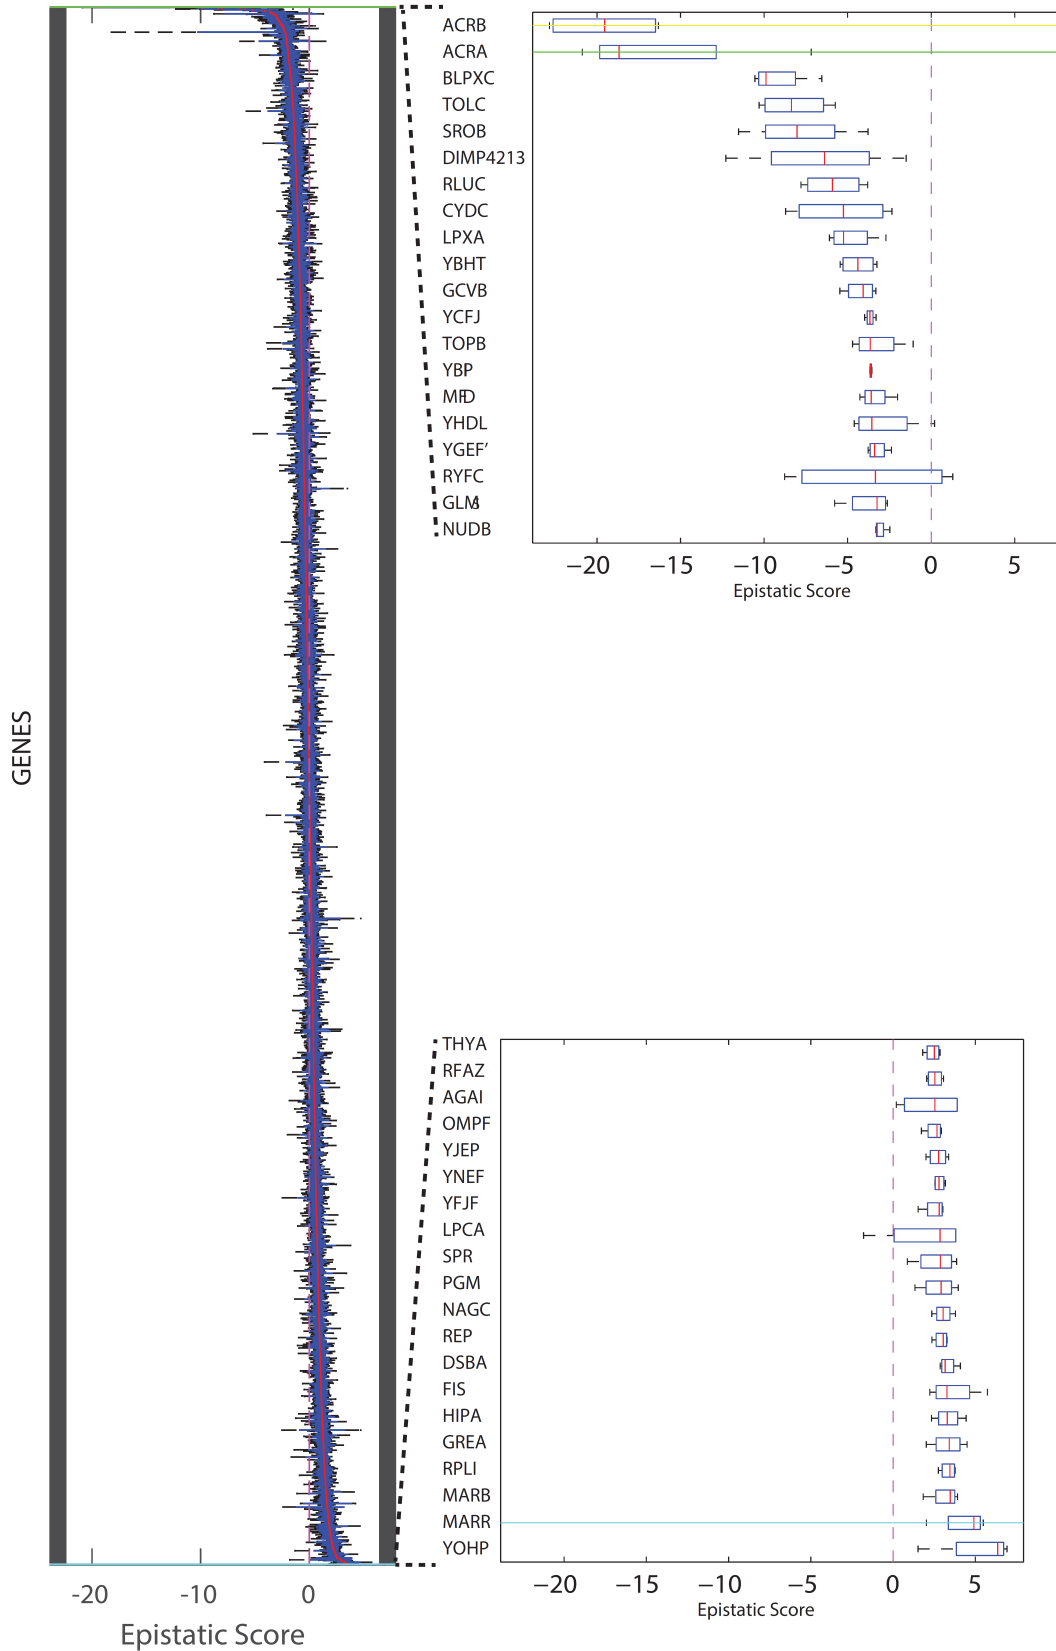 GENES
-20 -10 0
Epistatic Score
ACRB
ACRA
BLPXC
TOLC
SROB
DIMP4213
RLUC
CYDC
LPXA
YBHT
GCVB
YCFJ
TOPB
YBIP
MFD
YHDL
YGEF'
RYFC
GLMS
NUDB
−20 −15 −10 −5 0 5
Epistatic Score
THYA
RFAZ
AGAI
OMPF
YJEP
YNEF
YFJF
LPCA
SPR
PGM
NAGC
REP
DSBA
FIS
HIPA
GREA
RPLI
MARB
MARR
YOHP
−20 −15 −10 −5 0 5
Epistatic Score